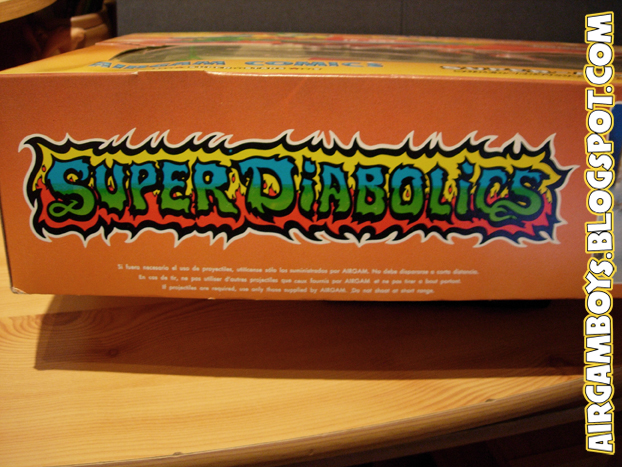 AIRGAM COMICS
SUPER DIABOLICS
Si fuera necesario el uso de proyectiles, utilícense sólo los suministrados por AIRGAM. No debe dispararse a corta distancia.
En cas de tir, ne pas utiliser d'autres projectiles que ceux fournis par AIRGAM et ne pas tirer a bout portant.
If projectiles are required, use only those supplied by AIRGAM. Do not shoot at short range.
AIRGAMBOYS.BLOGSPOT.COM